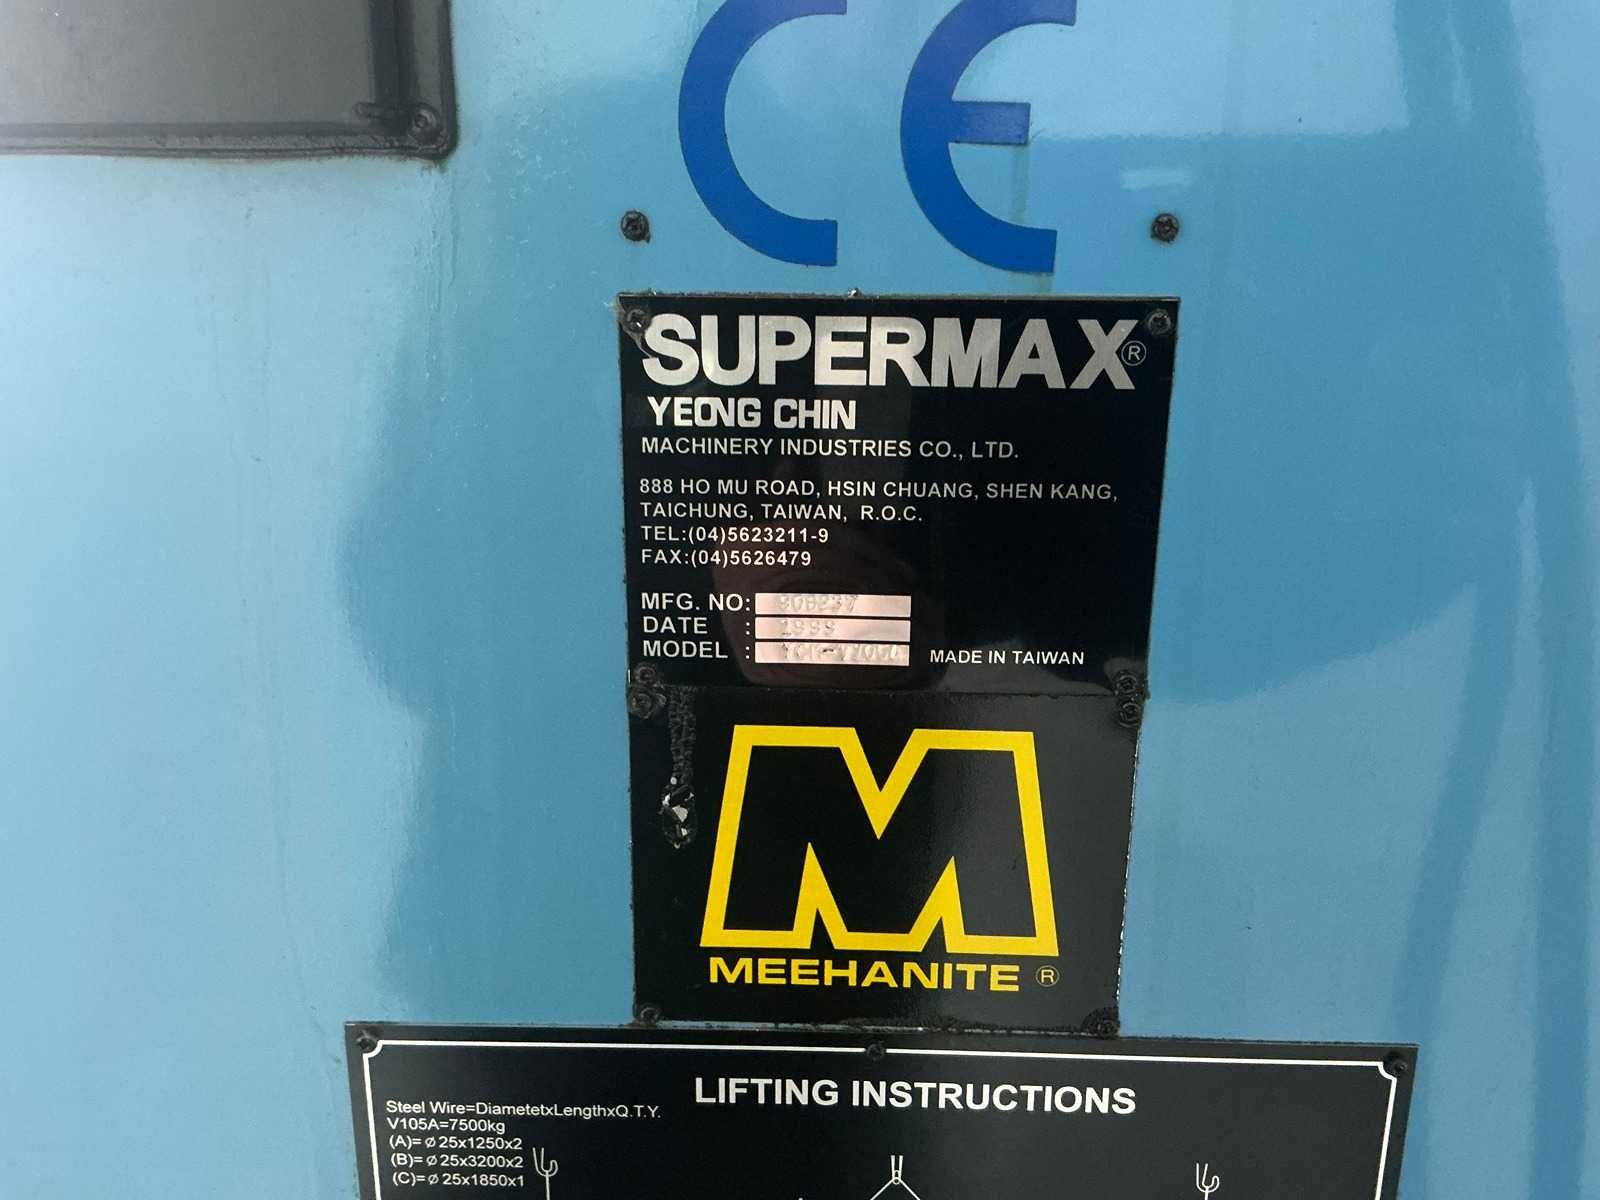 CE
SUPERMAX®
YEONG CHIN
MACHINERY INDUSTRIES CO., LTD.
888 HO MU ROAD, HSIN CHUANG, SHEN KANG,
TAICHUNG, TAIWAN, R.O.C.
TEL:(04)5623211-9
FAX:(04)5626479
MFG. NO:
DATE :
MODEL :
MADE IN TAIWAN
M
MEEHANITE®
LIFTING INSTRUCTIONS
Steel Wire=DiametetxLengthxQ.T.Y.
V105A=7500kg
(A)=ø25x1250x2
(B)=ø25x3200x2
(C)=ø25x1850x1